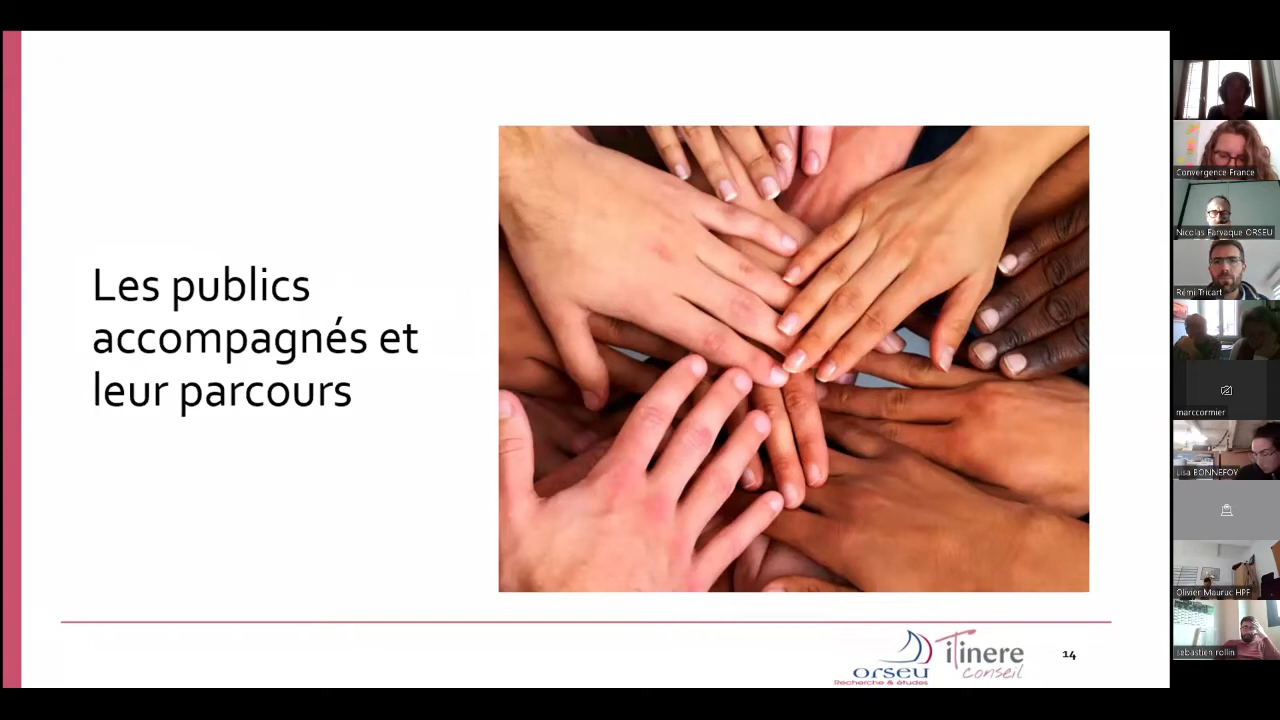 Les publics
accompagnés et
leur parcours
orseu
Recherche & études
itinere
conseil
14
Convergence France
Nicolas Farvaque ORSEU
Rémi Tricart
marccormier
Lisa BONNEFOY
Olivier Mauruc HPF
sebastien rollin